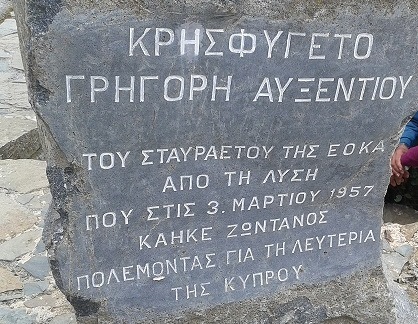 ΚΡΗΣΦΥΓΕΤΟ
ΓΡΗΓΟΡΗ ΑΥΞΕΝΤΙΟΥ
ΤΟΥ ΣΤΑΥΡΑΕΤΟΥ ΤΗΣ ΕΟΚΑ
ΑΠΟ ΤΗ ΛΥΣΗ
ΠΟΥ ΣΤΙΣ 3. ΜΑΡΤΙΟΥ 1957
ΚΑΗΚΕ ΖΩΝΤΑΝΟΣ
ΠΟΛΕΜΩΝΤΑΣ ΓΙΑ ΤΗ ΛΕΥΤΕΡΙΑ
ΤΗΣ ΚΥΠΡΟΥ